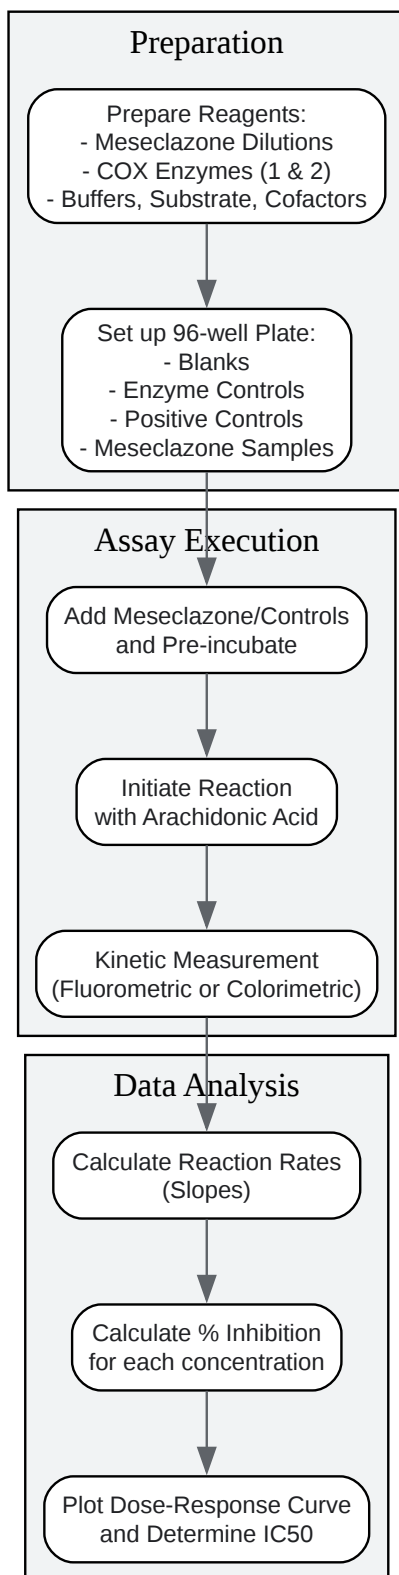 Preparation
Prepare Reagents:
- Meseclazone Dilutions
- COX Enzymes (1 & 2)
- Buffers, Substrate, Cofactors
Set up 96-well Plate:
- Blanks
- Enzyme Controls
- Positive Controls
- Meseclazone Samples
Assay Execution
Add Meseclazone/Controls
and Pre-incubate
Initiate Reaction
with Arachidonic Acid
Kinetic Measurement
(Fluorometric or Colorimetric)
Data Analysis
Calculate Reaction Rates
(Slopes)
Calculate % Inhibition
for each concentration
Plot Dose-Response Curve
and Determine IC50